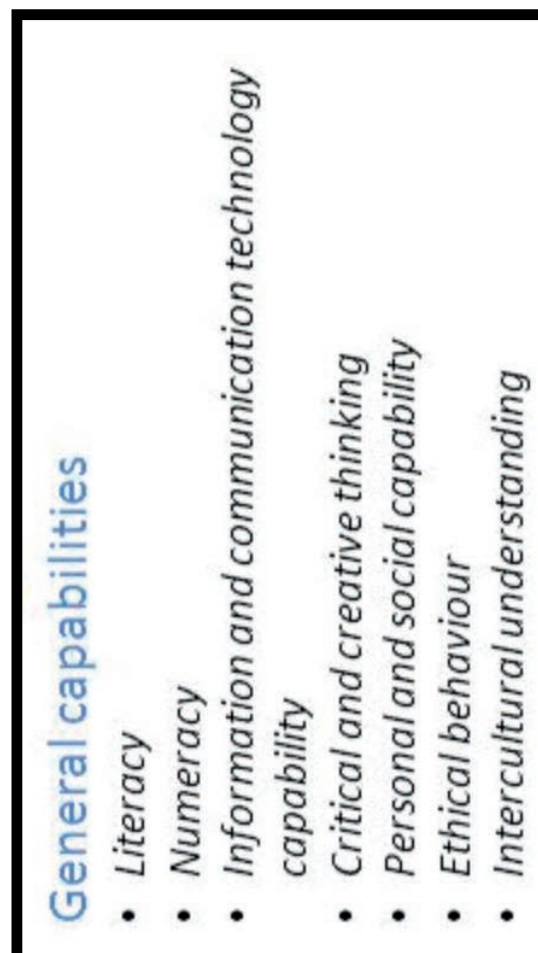 General capabilities
• Literacy
• Numeracy
• Information and communication technology
capability
• Critical and creative thinking
• Personal and social capability
• Ethical behaviour
• Intercultural understanding